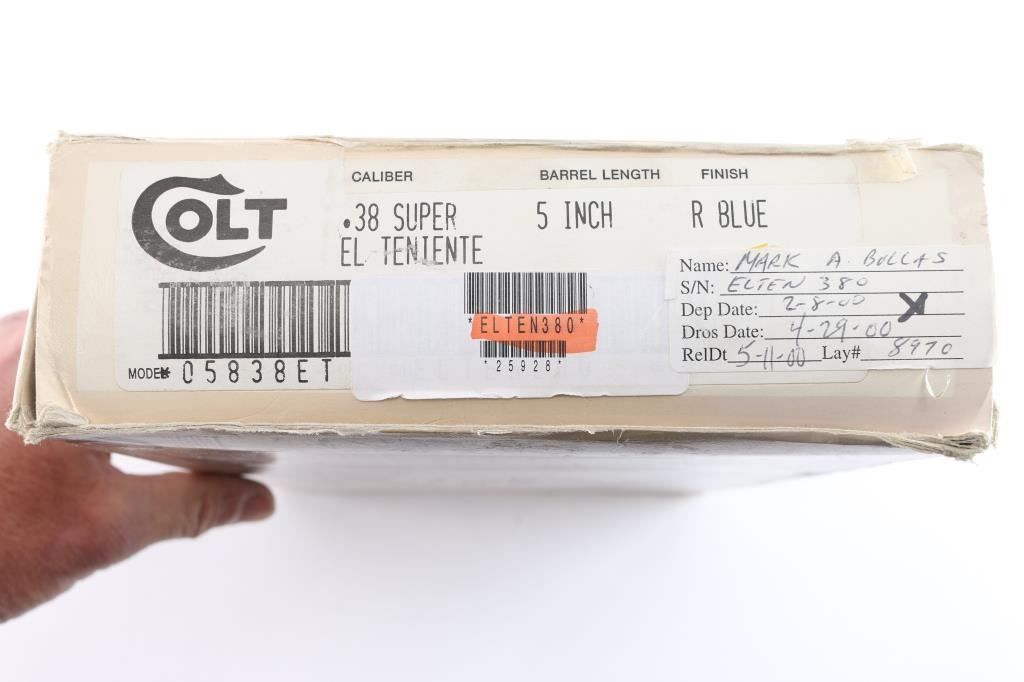 COLT
CALIBER BARREL LENGTH FINISH
.38 SUPER 5 INCH R BLUE
EL TENIENTE
MODEL 05838ET
*ELTEN380*
*25928*
Name: MARK A. BULLAS
S/N: ELTEN 380
Dep Date: 2-8-00 X
Dros Date: 4-29-00
RelDt 5-11-00 Lay# 8970